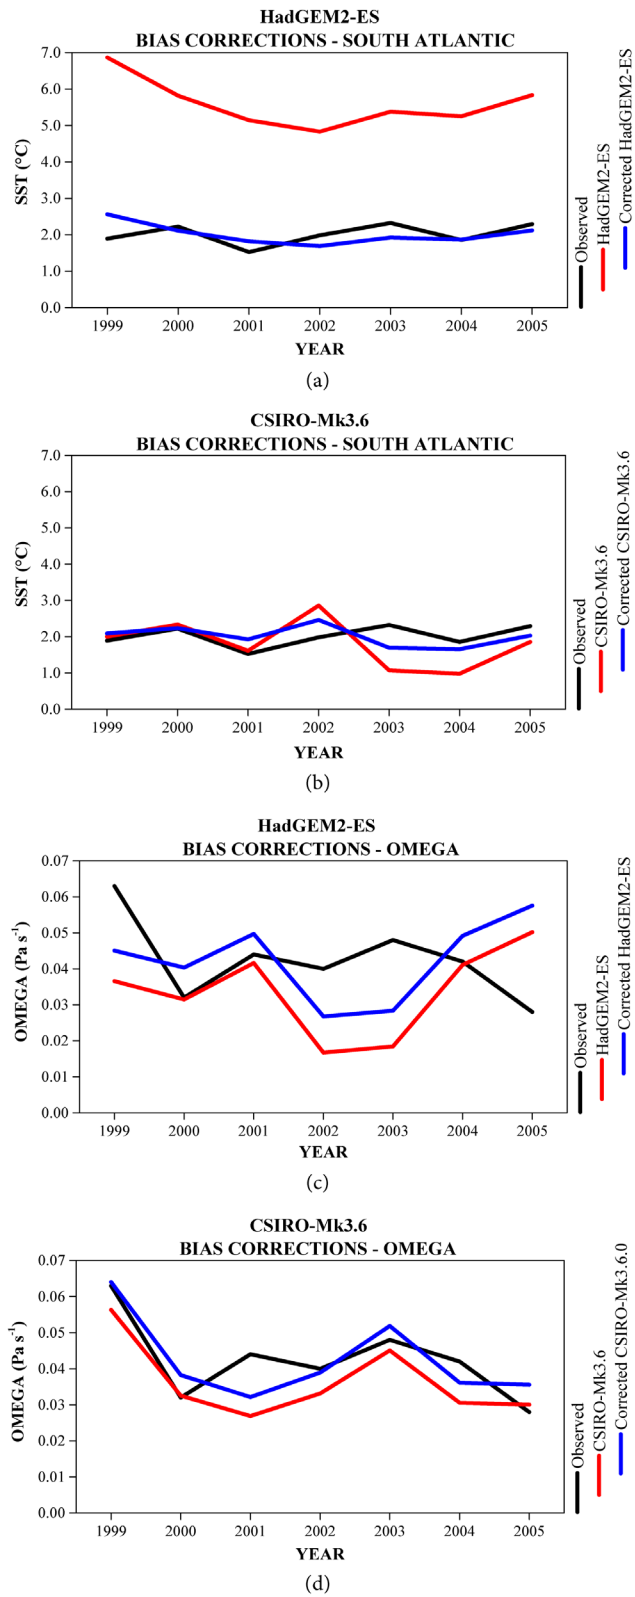 HadGEM2-ES
BIAS CORRECTIONS - SOUTH ATLANTIC
7.0
6.0
5.0
4.0
3.0
2.0
1.0
0.0
SST (°C)
1999 2000 2001 2002 2003 2004 2005
YEAR
Observed
HadGEM2-ES
Corrected HadGEM2-ES
(a)
CSIRO-Mk3.6
BIAS CORRECTIONS - SOUTH ATLANTIC
7.0
6.0
5.0
4.0
3.0
2.0
1.0
0.0
SST (°C)
1999 2000 2001 2002 2003 2004 2005
YEAR
Observed
CSIRO-Mk3.6
Corrected CSIRO-Mk3.6
(b)
HadGEM2-ES
BIAS CORRECTIONS - OMEGA
0.07
0.06
0.05
0.04
0.03
0.02
0.01
0.00
OMEGA (Pa s-1)
1999 2000 2001 2002 2003 2004 2005
YEAR
Observed
HadGEM2-ES
Corrected HadGEM2-ES
(c)
CSIRO-Mk3.6
BIAS CORRECTIONS - OMEGA
0.07
0.06
0.05
0.04
0.03
0.02
0.01
0.00
OMEGA (Pa s-1)
1999 2000 2001 2002 2003 2004 2005
YEAR
Observed
CSIRO-Mk3.6
Corrected CSIRO-Mk3.6.0
(d)